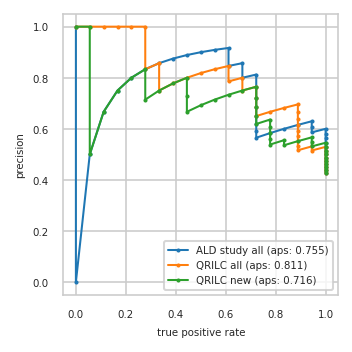 1.0
0.8
0.6
0.4
0.2
0.0
precision
0.0 0.2 0.4 0.6 0.8 1.0
true positive rate
ALD study all (aps: 0.755)
QRILC all (aps: 0.811)
QRILC new (aps: 0.716)